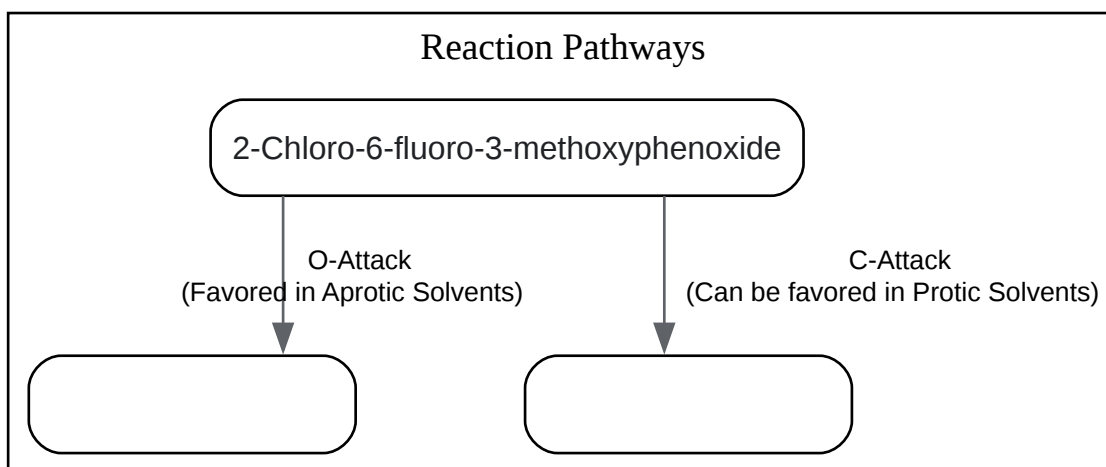 Reaction Pathways
2-Chloro-6-fluoro-3-methoxyphenoxide
O-Attack
(Favored in Aprotic Solvents)
C-Attack
(Can be favored in Protic Solvents)